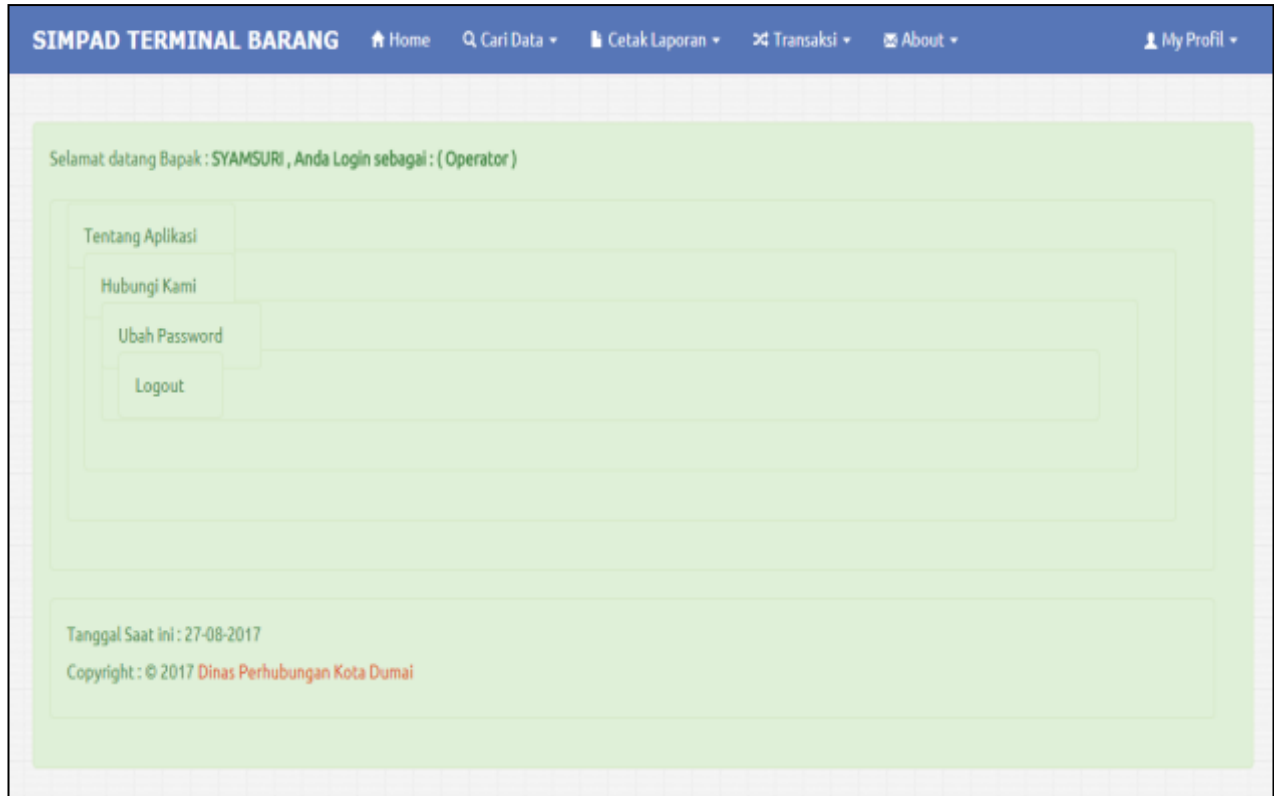 SIMPAD TERMINAL BARANG Home Cari Data Cetak Laporan Transaksi About My Profil
Selamat datang Bapak : SYAMSURI , Anda Login sebagai : ( Operator )
Tentang Aplikasi
Hubungi Kami
Ubah Password
Logout
Tanggal Saat ini : 27-08-2017
Copyright : © 2017 Dinas Perhubungan Kota Dumai